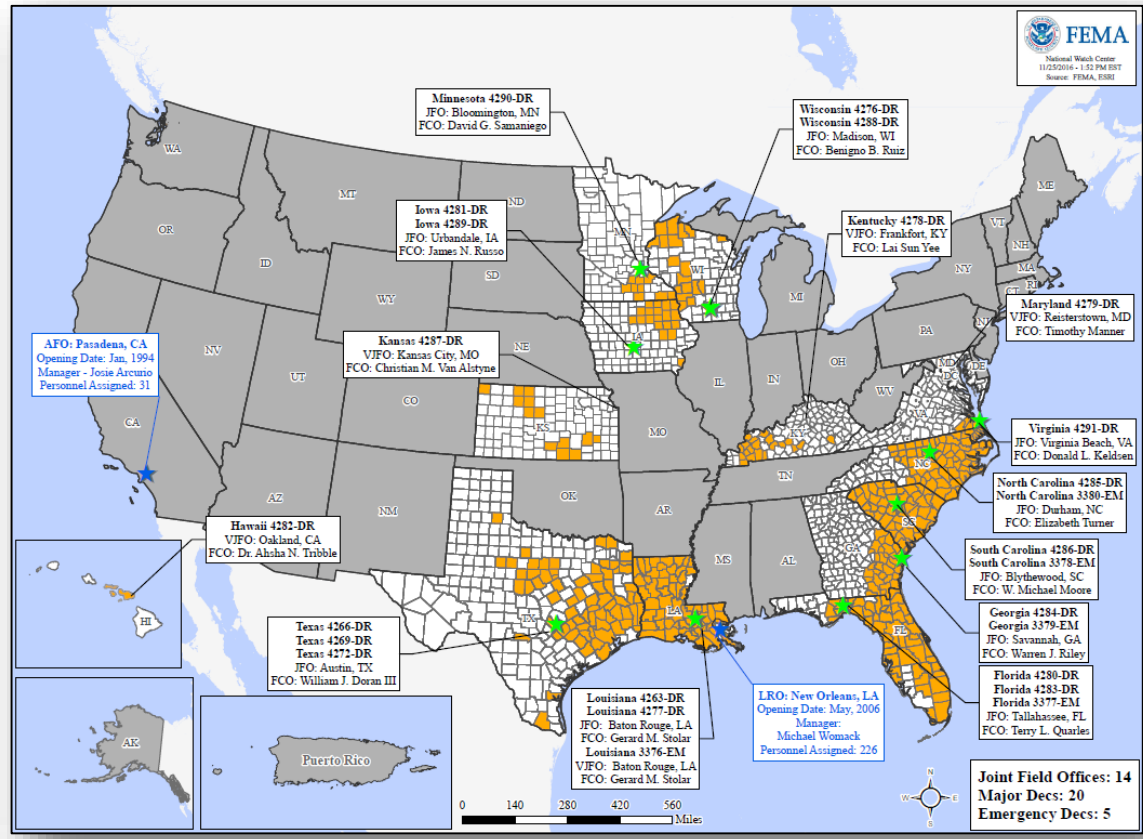 FEMA
National Watch Center
11/25/2016 - 1:52 PM EST
Source: FEMA, ESRI
Minnesota 4290-DR
JFO: Bloomington, MN
FCO: David G. Samaniego
Wisconsin 4276-DR
Wisconsin 4288-DR
JFO: Madison, WI
FCO: Benigno B. Ruiz
Iowa 4281-DR
Iowa 4289-DR
JFO: Urbandale, IA
FCO: James N. Russo
Kentucky 4278-DR
VJFO: Frankfort, KY
FCO: Lai Sun Yee
Maryland 4279-DR
VJFO: Reisterstown, MD
FCO: Timothy Manner
AFO: Pasadena, CA
Opening Date: Jan, 1994
Manager - Josie Arcurio
Personnel Assigned: 31
Kansas 4287-DR
VJFO: Kansas City, MO
FCO: Christian M. Van Alstyne
Virginia 4291-DR
JFO: Virginia Beach, VA
FCO: Donald L. Keldsen
North Carolina 4285-DR
North Carolina 3380-EM
JFO: Durham, NC
FCO: Elizabeth Turner
Hawaii 4282-DR
VJFO: Oakland, CA
FCO: Dr. Ahsha N. Tribble
South Carolina 4286-DR
South Carolina 3378-EM
JFO: Blythewood, SC
FCO: W. Michael Moore
Georgia 4284-DR
Georgia 3379-EM
JFO: Savannah, GA
FCO: Warren J. Riley
Texas 4266-DR
Texas 4269-DR
Texas 4272-DR
JFO: Austin, TX
FCO: William J. Doran III
Florida 4280-DR
Florida 4283-DR
Florida 3377-EM
JFO: Tallahassee, FL
FCO: Terry L. Quarles
Louisiana 4263-DR
Louisiana 4277-DR
JFO: Baton Rouge, LA
FCO: Gerard M. Stolar
Louisiana 3376-EM
VJFO: Baton Rouge, LA
FCO: Gerard M. Stolar
LRO: New Orleans, LA
Opening Date: May, 2006
Manager:
Michael Womack
Personnel Assigned: 226
WA
MT
ND
MN
ME
VT
NH
OR
ID
SD
WI
NY
MA
CT
RI
WY
MI
PA
NJ
NV
NE
IA
IL
IN
OH
MD
DE
DC
UT
CO
WV
VA
CA
KS
MO
KY
AZ
NM
OK
TN
NC
AR
SC
MS
AL
GA
TX
LA
FL
HI
AK
Puerto Rico
N
W
E
S
0
140
280
420
560
Miles
Joint Field Offices: 14
Major Decs: 20
Emergency Decs: 5